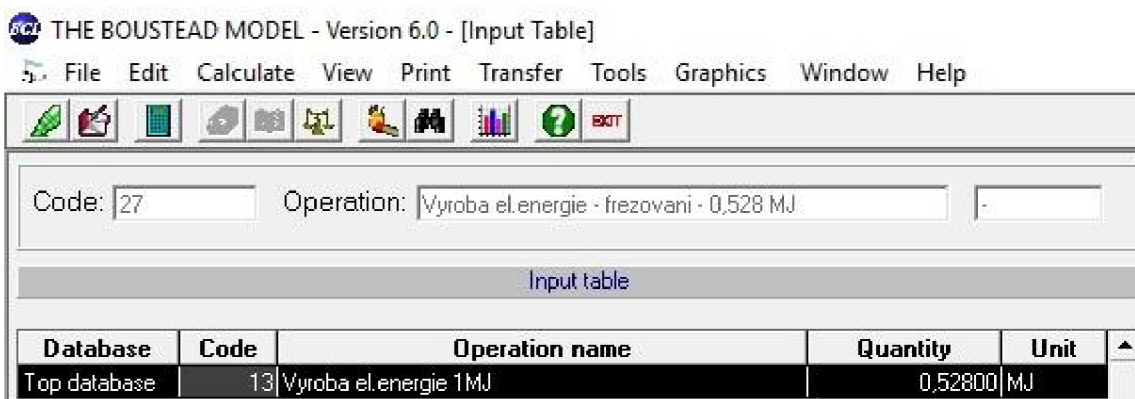 THE BOUSTEAD MODEL - Version 6.0 - [Input Table]
File Edit Calculate View Print Transfer Tools Graphics Window Help
EXIT
Code: 27 Operation: Vyroba el.energie - frezovani - 0,528 MJ -
Input table
Database Code Operation name Quantity Unit
Top database 13 Vyroba el.energie 1MJ 0,52800 MJ